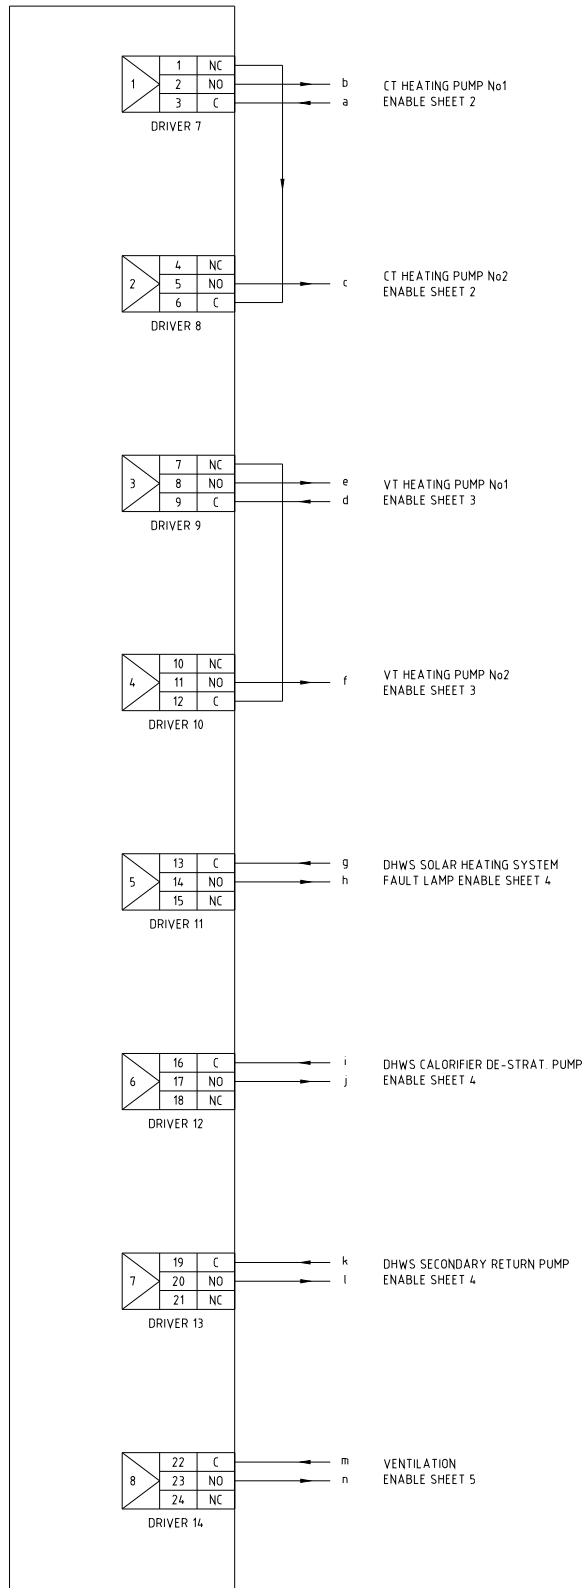 1 NC
1 2 NO b CT HEATING PUMP No1
3 C a ENABLE SHEET 2
DRIVER 7
4 NC
2 5 NO c CT HEATING PUMP No2
6 C ENABLE SHEET 2
DRIVER 8
7 NC
3 8 NO e VT HEATING PUMP No1
9 C d ENABLE SHEET 3
DRIVER 9
10 NC
4 11 NO f VT HEATING PUMP No2
12 C ENABLE SHEET 3
DRIVER 10
13 C g DHWS SOLAR HEATING SYSTEM
5 14 NO h FAULT LAMP ENABLE SHEET 4
15 NC
DRIVER 11
16 C i DHWS CALORIFIER DE-STRAT. PUMP
6 17 NO j ENABLE SHEET 4
18 NC
DRIVER 12
19 C k DHWS SECONDARY RETURN PUMP
7 20 NO l ENABLE SHEET 4
21 NC
DRIVER 13
22 C m VENTILATION
8 23 NO n ENABLE SHEET 5
24 NC
DRIVER 14